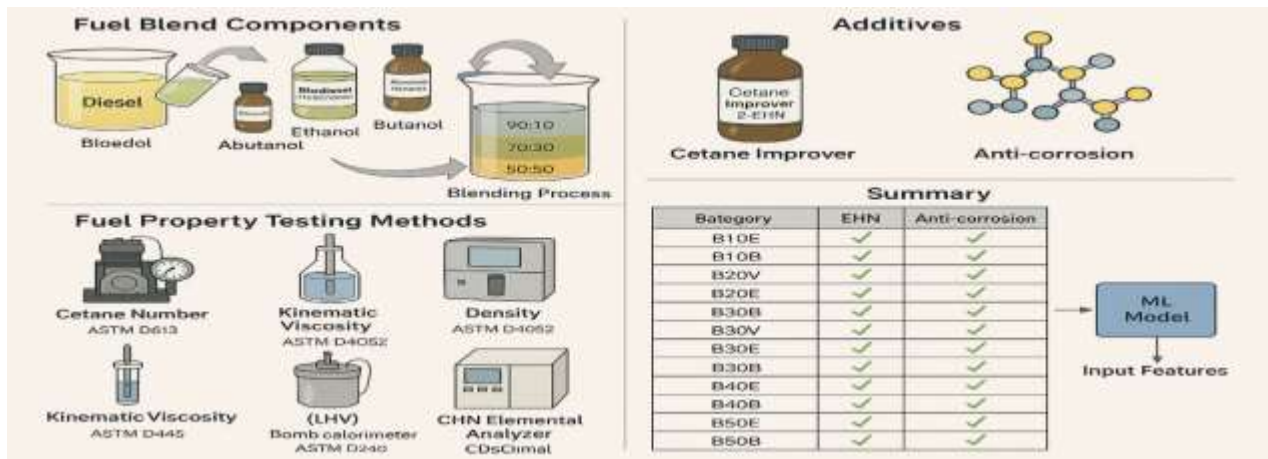 Fuel Blend Components
Diesel
Bloedol
Abutanol
Biodiesel
Ethanol
Butanol
90:10
70:30
50:50
Blending Process
Additives
Cetane
Improver
2-EHN
Cetane Improver
Anti-corrosion
Fuel Property Testing Methods
Cetane Number
ASTM D613
Kinematic
Viscosity
ASTM D4052
Density
ASTM D4052
Kinematic Viscosity
ASTM D445
(LHV)
Bomb calorimeter
ASTM D240
CHN Elemental
Analyzer
CDsClimal
Summary
Bategory EHN Anti-corrosion
B10E ✓ ✓
B10B ✓ ✓
B20V ✓ ✓
B20E ✓ ✓
B30B ✓ ✓
B30V ✓ ✓
B30E ✓ ✓
B30B ✓ ✓
B40E ✓ ✓
B40B ✓ ✓
B50E ✓ ✓
B50B ✓ ✓
ML
Model
Input Features